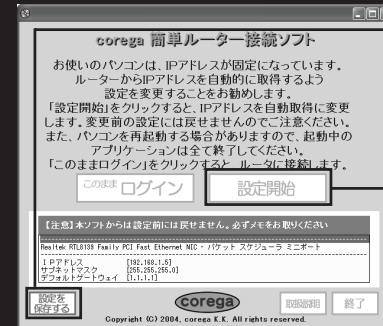 corega 簡単ルーター接続ソフト
お使いのパソコンは、IPアドレスが固定になっています。
ルーターからIPアドレスを自動的に取得するよう
設定を変更することをお勧めします。
「設定開始」をクリックすると、IPアドレスを自動取得に変更
します。変更前の設定には戻せませんのでご注意ください。
また、パソコンを再起動する場合がありますので、起動中の
アプリケーションは全て終了してください。
「このままログイン」をクリックすると、ルータに接続します。
このまま ログイン 設定開始
【注意】本ソフトからは設定前には戻せません。必ずメモをお取りください
Realtek RTL8139 Family PCI Fast Ethernet NIC - パケット スケジューラ ミニポート
IPアドレス [192.168.1.5]
サブネットマスク [255.255.255.0]
デフォルトゲートウェイ [1.1.1.1]
設定を
保存する
corega 取扱説明書 終了
Copyright (C) 2004, corega K.K. All rights reserved.